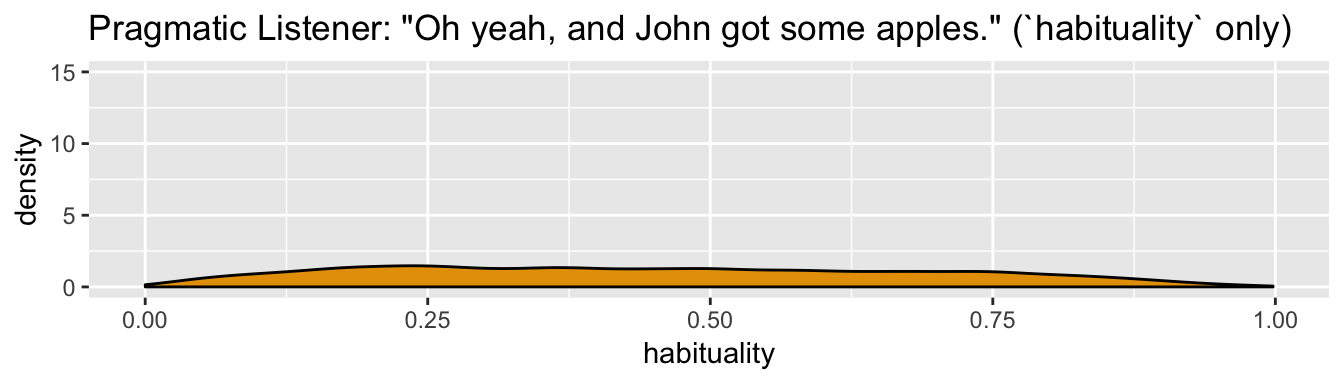 Pragmatic Listener: "Oh yeah, and John got some apples." (`habituality` only)
15
10
5
0
density
0.00 0.25 0.50 0.75 1.00
habituality